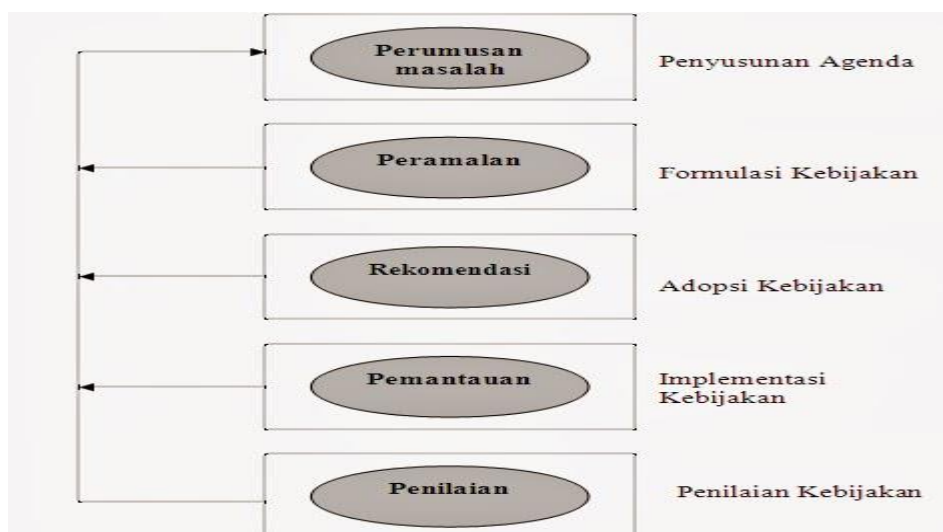 Perumusan
masalah
Penyusunan Agenda
Peramalan
Formulasi Kebijakan
Rekomendasi
Adopsi Kebijakan
Pemantauan
Implementasi
Kebijakan
Penilaian
Penilaian Kebijakan